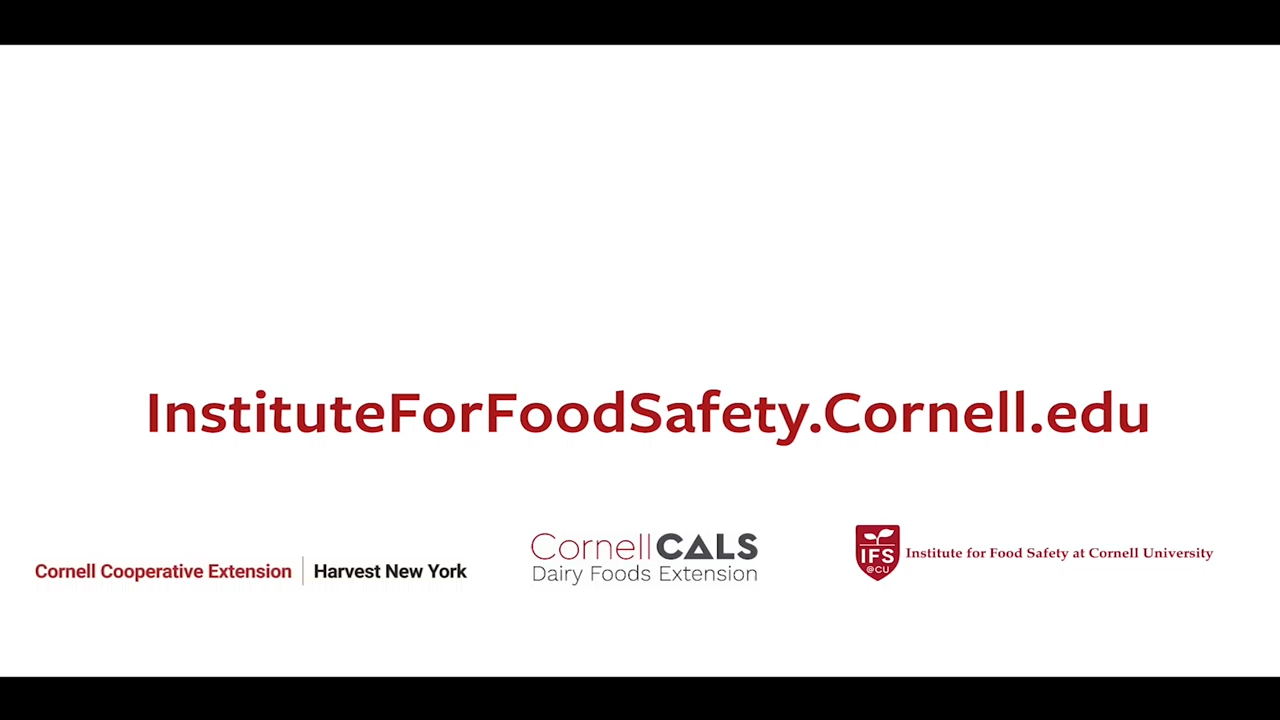 InstituteForFoodSafety.Cornell.edu
Cornell Cooperative Extension | Harvest New York
CornellCALS
Dairy Foods Extension
IFS
@CU
Institute for Food Safety at Cornell University